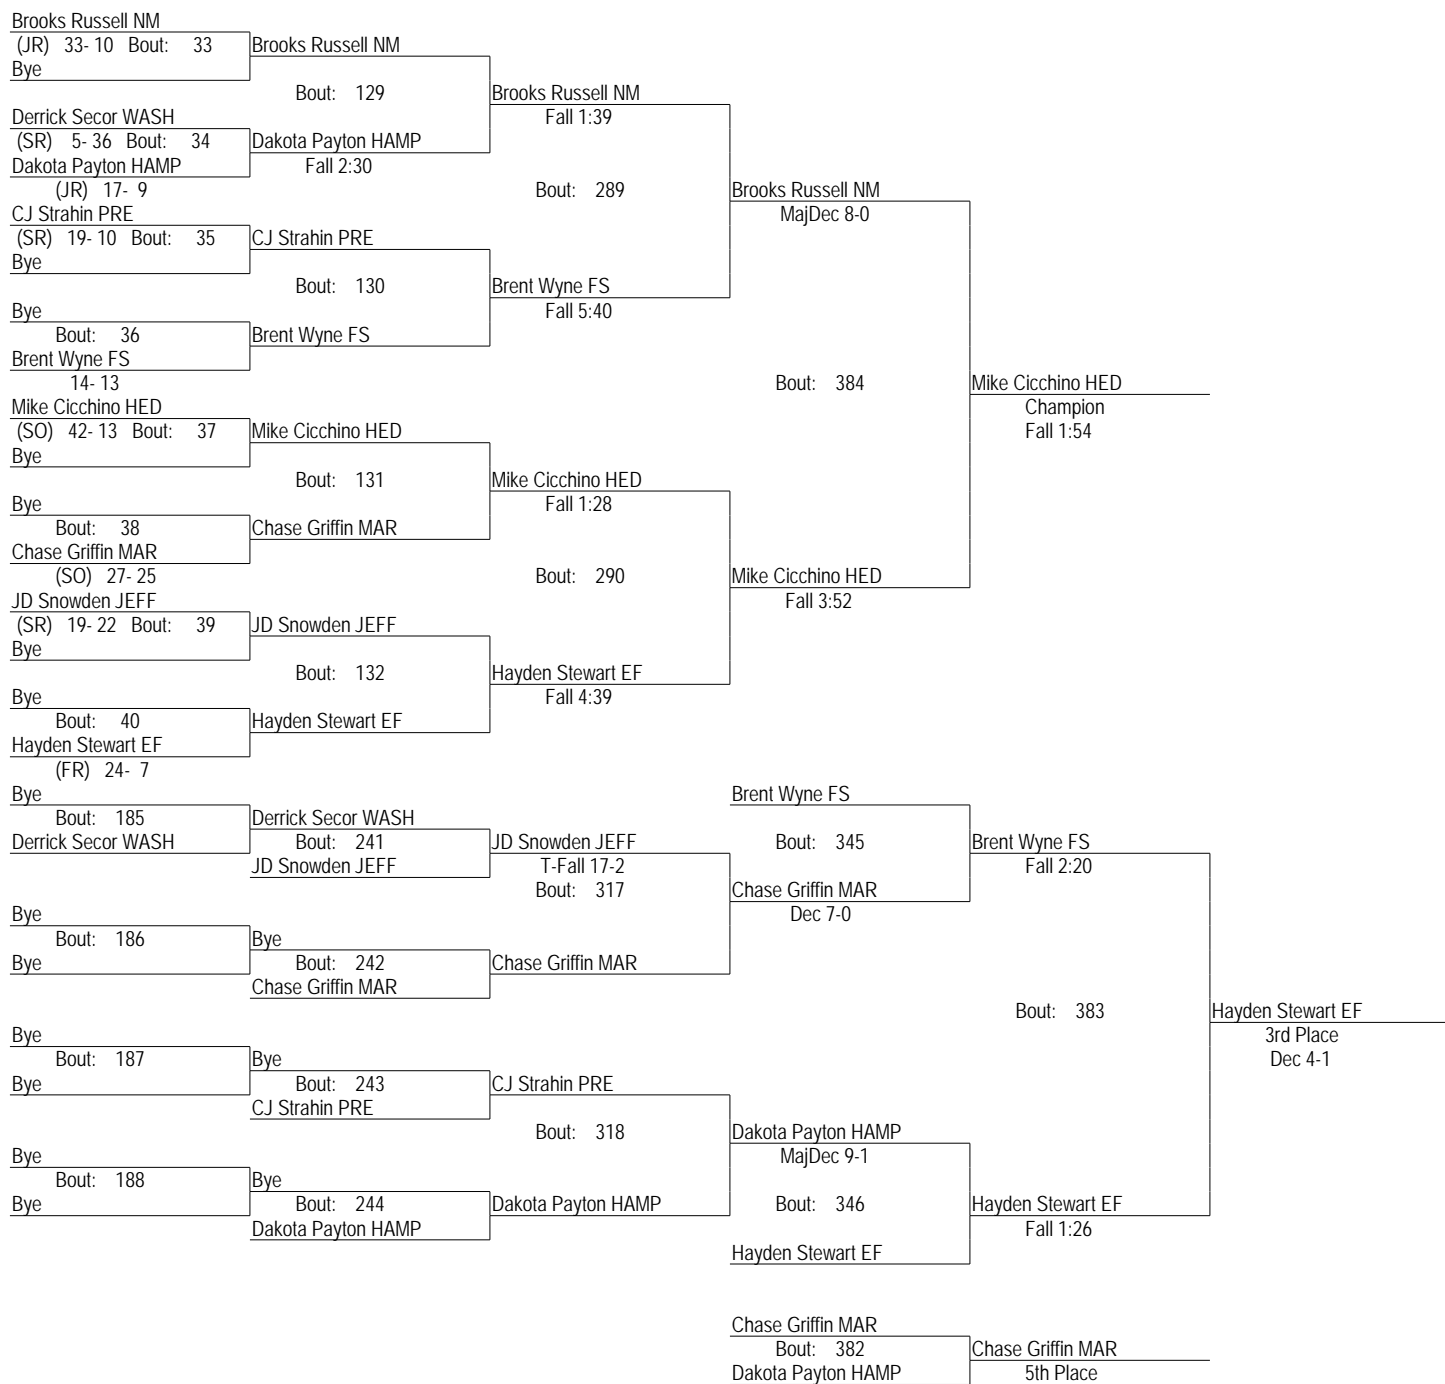 Brooks Russell NM
(JR) 33- 10 Bout: 33 Brooks Russell NM
Bye
Bout: 129 Brooks Russell NM
Derrick Secor WASH Fall 1:39
(SR) 5- 36 Bout: 34 Dakota Payton HAMP
Dakota Payton HAMP Fall 2:30
(JR) 17- 9 Bout: 289 Brooks Russell NM
CJ Strahin PRE MajDec 8-0
(SR) 19- 10 Bout: 35 CJ Strahin PRE
Bye
Bout: 130 Brent Wyne FS
Bye Fall 5:40
Bout: 36 Brent Wyne FS
Brent Wyne FS
14- 13 Bout: 384 Mike Cicchino HED
Mike Cicchino HED Champion
(SO) 42- 13 Bout: 37 Mike Cicchino HED Fall 1:54
Bye
Bout: 131 Mike Cicchino HED
Bye Fall 1:28
Bout: 38 Chase Griffin MAR
Chase Griffin MAR
(SO) 27- 25 Bout: 290 Mike Cicchino HED
JD Snowden JEFF Fall 3:52
(SR) 19- 22 Bout: 39 JD Snowden JEFF
Bye
Bout: 132 Hayden Stewart EF
Bye Fall 4:39
Bout: 40 Hayden Stewart EF
Hayden Stewart EF
(FR) 24- 7
Bye Brent Wyne FS
Bout: 185 Derrick Secor WASH
Derrick Secor WASH Bout: 241 JD Snowden JEFF Bout: 345 Brent Wyne FS
JD Snowden JEFF T-Fall 17-2 Fall 2:20
Bout: 317 Chase Griffin MAR
Bye Dec 7-0
Bout: 186 Bye
Bye Bout: 242 Chase Griffin MAR
Chase Griffin MAR
Bout: 383 Hayden Stewart EF
Bye 3rd Place
Bout: 187 Bye Dec 4-1
Bye Bout: 243 CJ Strahin PRE
CJ Strahin PRE
Bout: 318 Dakota Payton HAMP
Bye MajDec 9-1
Bout: 188 Bye
Bye Bout: 244 Dakota Payton HAMP Bout: 346 Hayden Stewart EF
Dakota Payton HAMP Fall 1:26
Hayden Stewart EF
Chase Griffin MAR
Bout: 382 Chase Griffin MAR
Dakota Payton HAMP 5th Place